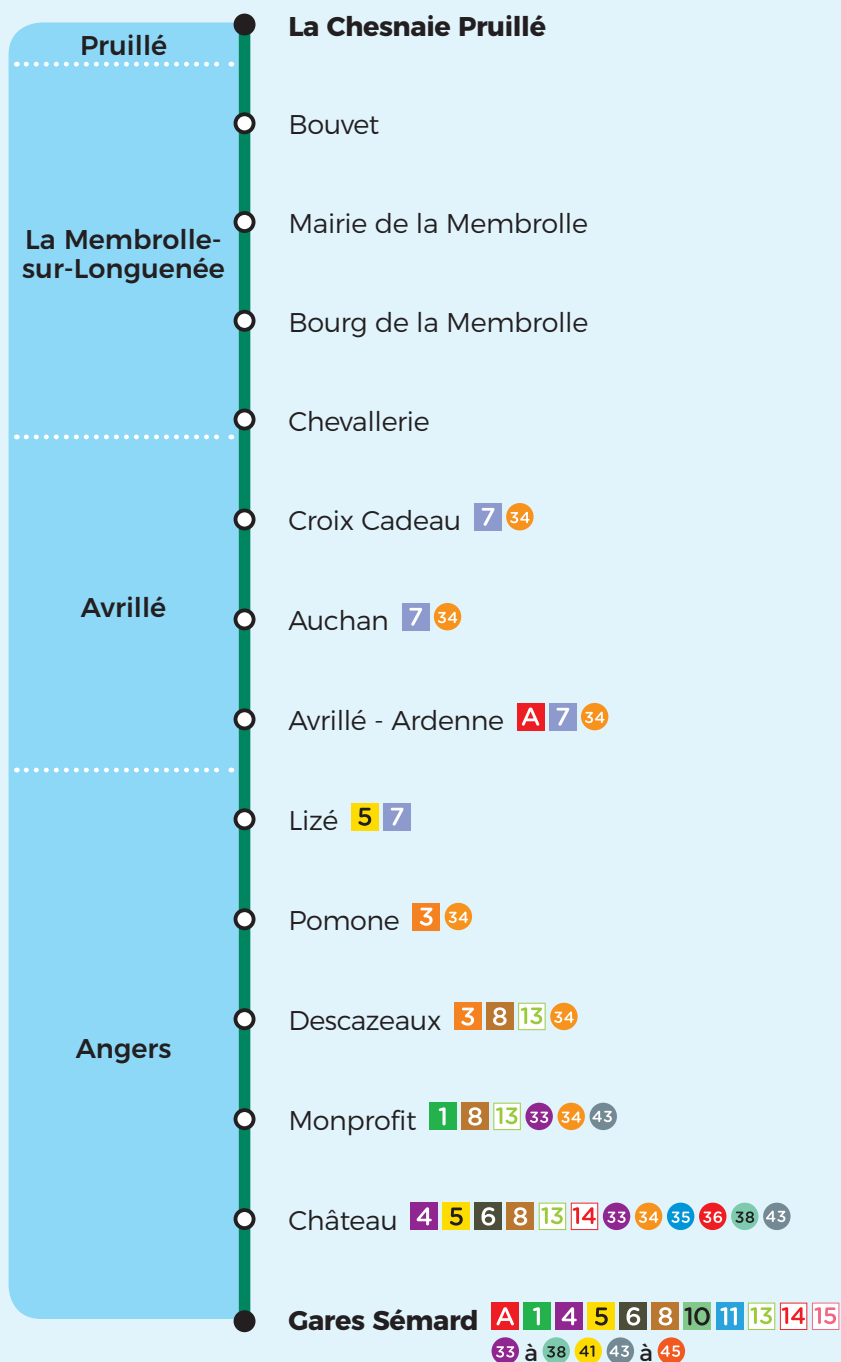 Pruillé
La Chesnaie Pruillé
Bouvet
La Membrolle-
sur-Longuenée
Mairie de la Membrolle
Bourg de la Membrolle
Chevallerie
Avrillé
Croix Cadeau 7 34
Auchan 7 34
Avrillé - Ardenne A 7 34
Angers
Lizé 5 7
Pomone 3 34
Descazeaux 3 8 13 34
Monprofit 1 8 13 33 34 43
Château 4 5 6 8 13 14 33 34 35 36 38 43
Gares Sémard A 1 4 5 6 8 10 11 13 14 15
33 à 38 41 43 à 45